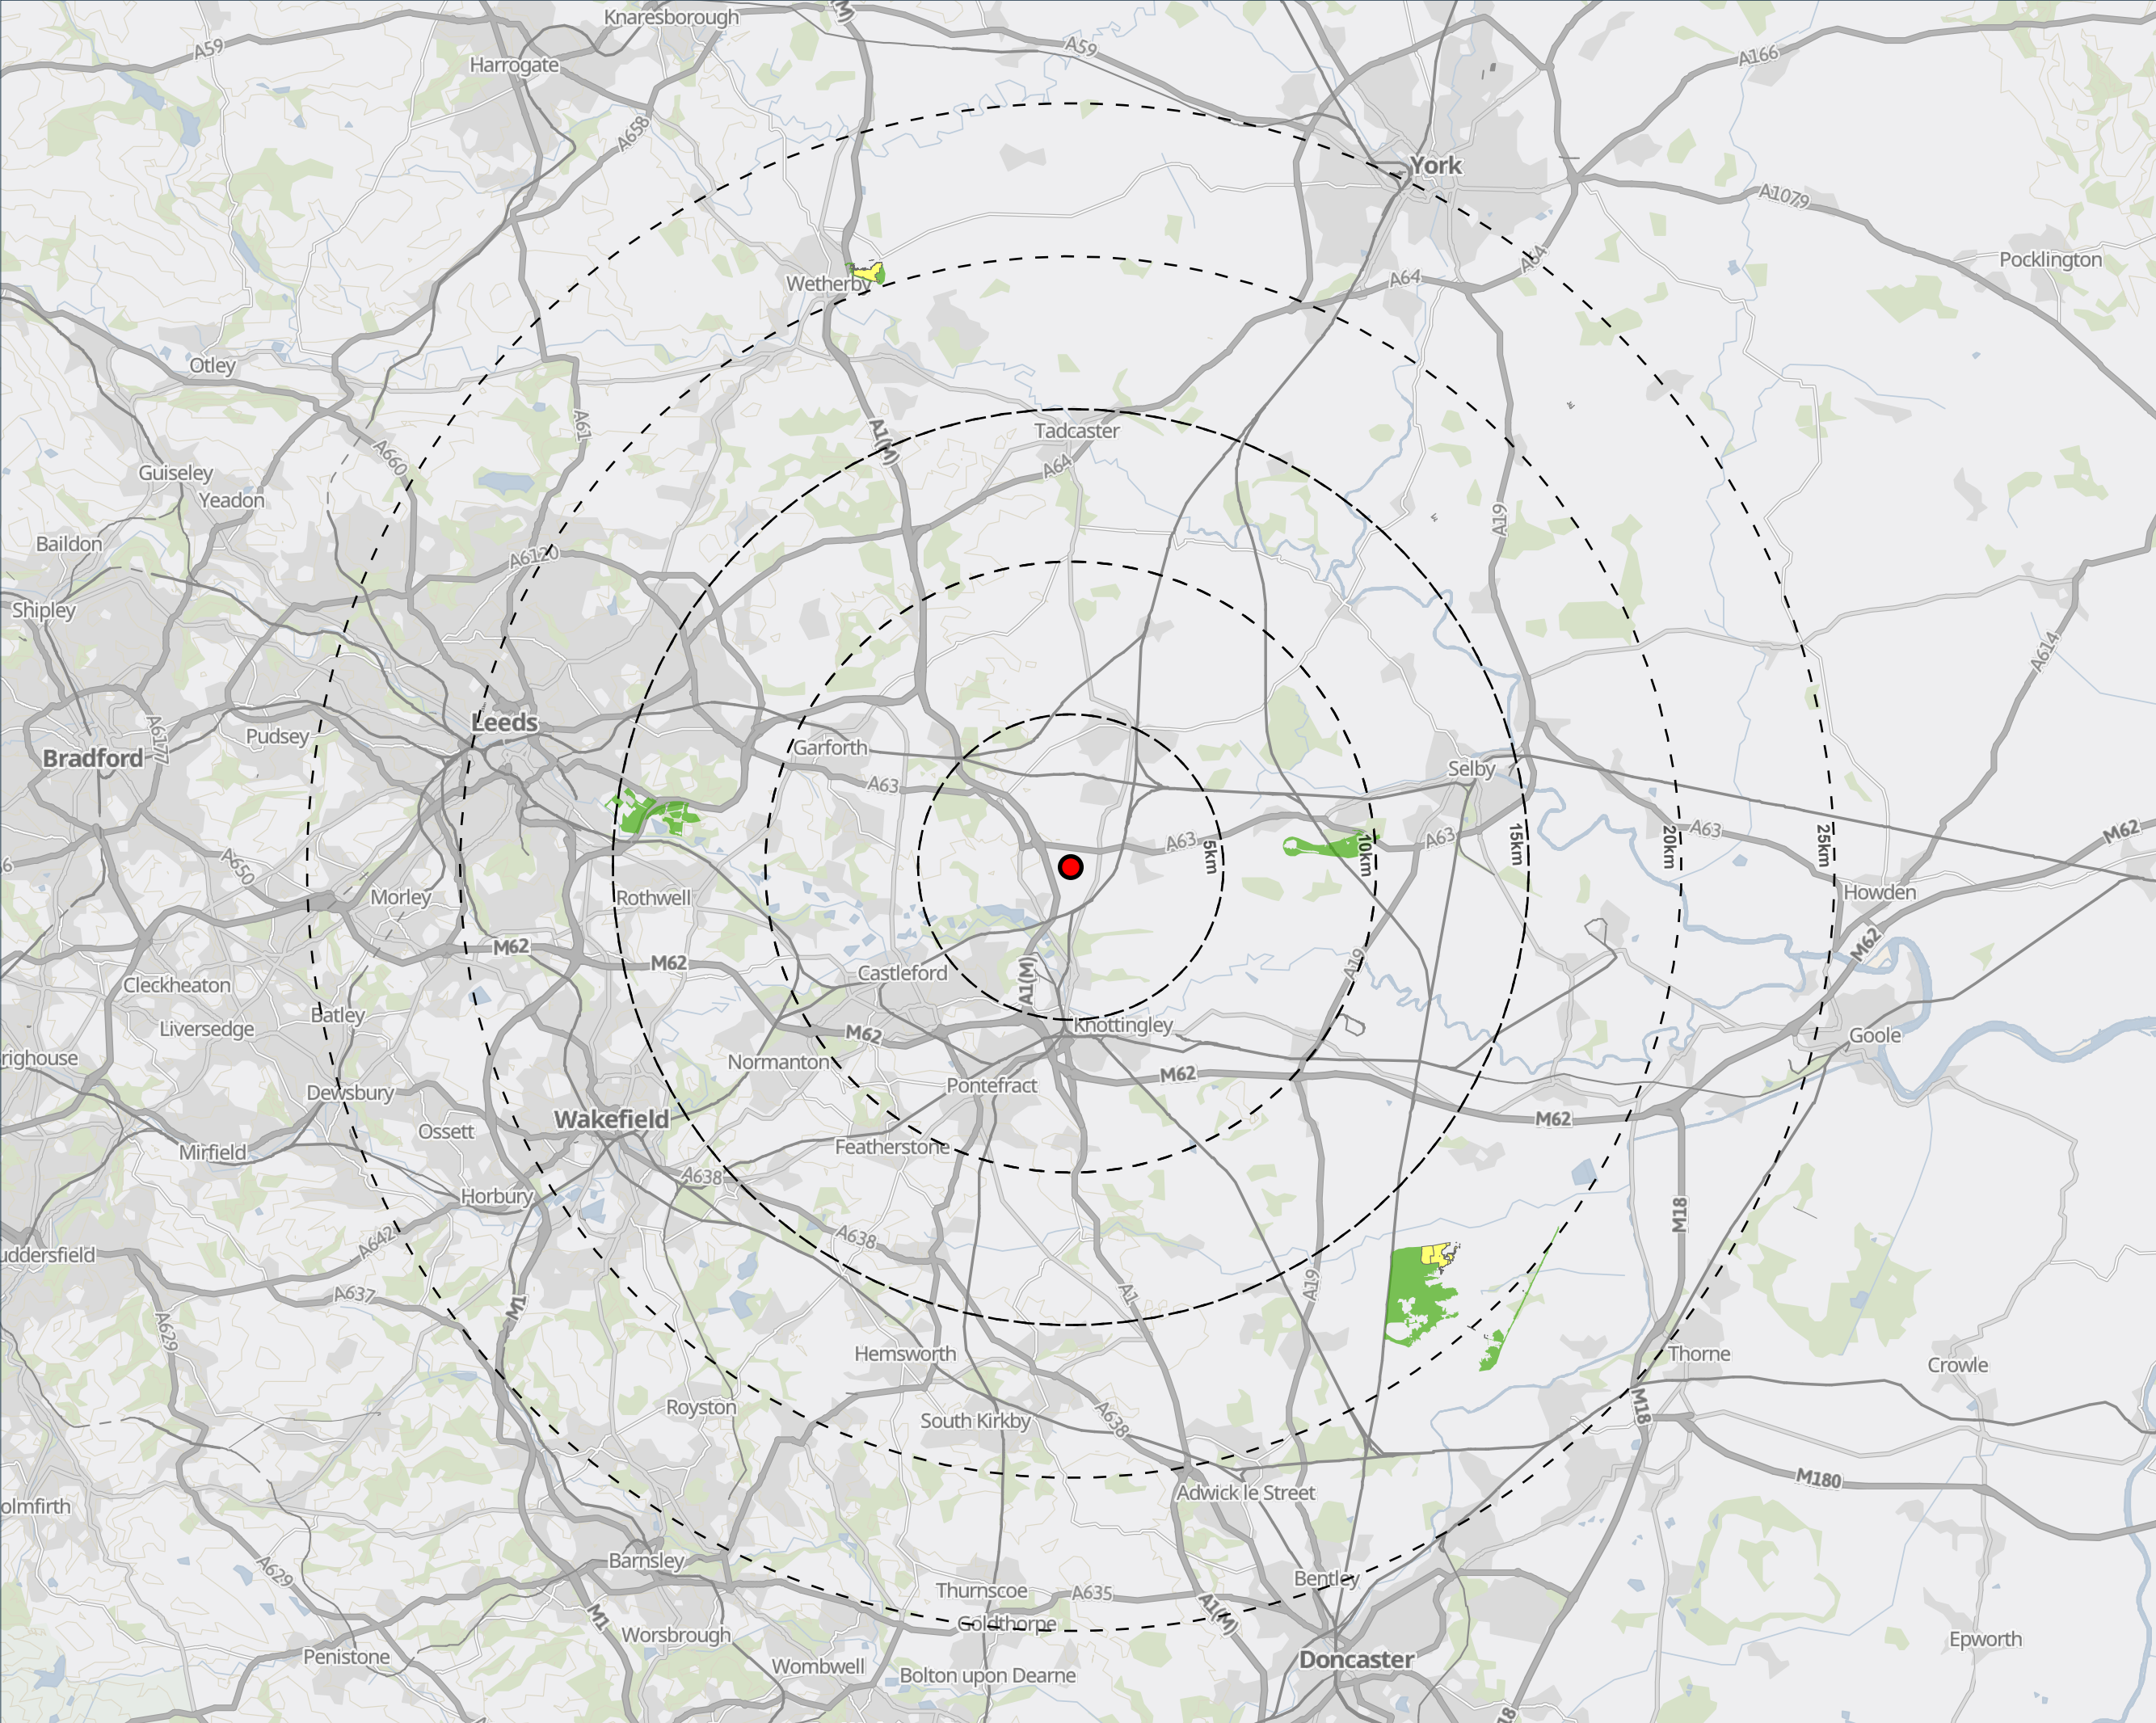 Knaresborough
A59
A59
A166
Harrogate
A658
York
A1079
Wetherby
A64
A64
Pocklington
Otley
A61
Tadcaster
A1(M)
A660
A64
Guiseley
Yeadon
A19
Baildon
A6120
Shipley
A614
Leeds
Pudsey
A6177
Bradford
Garforth
Selby
A63
A63
A63
A63
5km
10km
15km
20km
25km
M62
A650
Morley
Rothwell
Howden
M62
M62
M62
A19
Castleford
A1(M)
Cleckheaton
Batley
Liversedge
Knottingley
M62
Goole
righouse
Normanton
M62
Pontefract
Dewsbury
Wakefield
M62
Ossett
Featherstone
Mirfield
A638
Horbury
M18
A642
A638
uddersfield
A637
M1
A19
A1
A629
Hemsworth
Thorne
Crowle
Royston
South Kirkby
A638
M18
M180
Adwick le Street
olmfirth
Barnsley
A629
Bentley
Thurnscoe
A635
M1
A1(M)
Goldthorpe
Worsbrough
Epworth
Penistone
Wombwell
Doncaster
Bolton upon Dearne